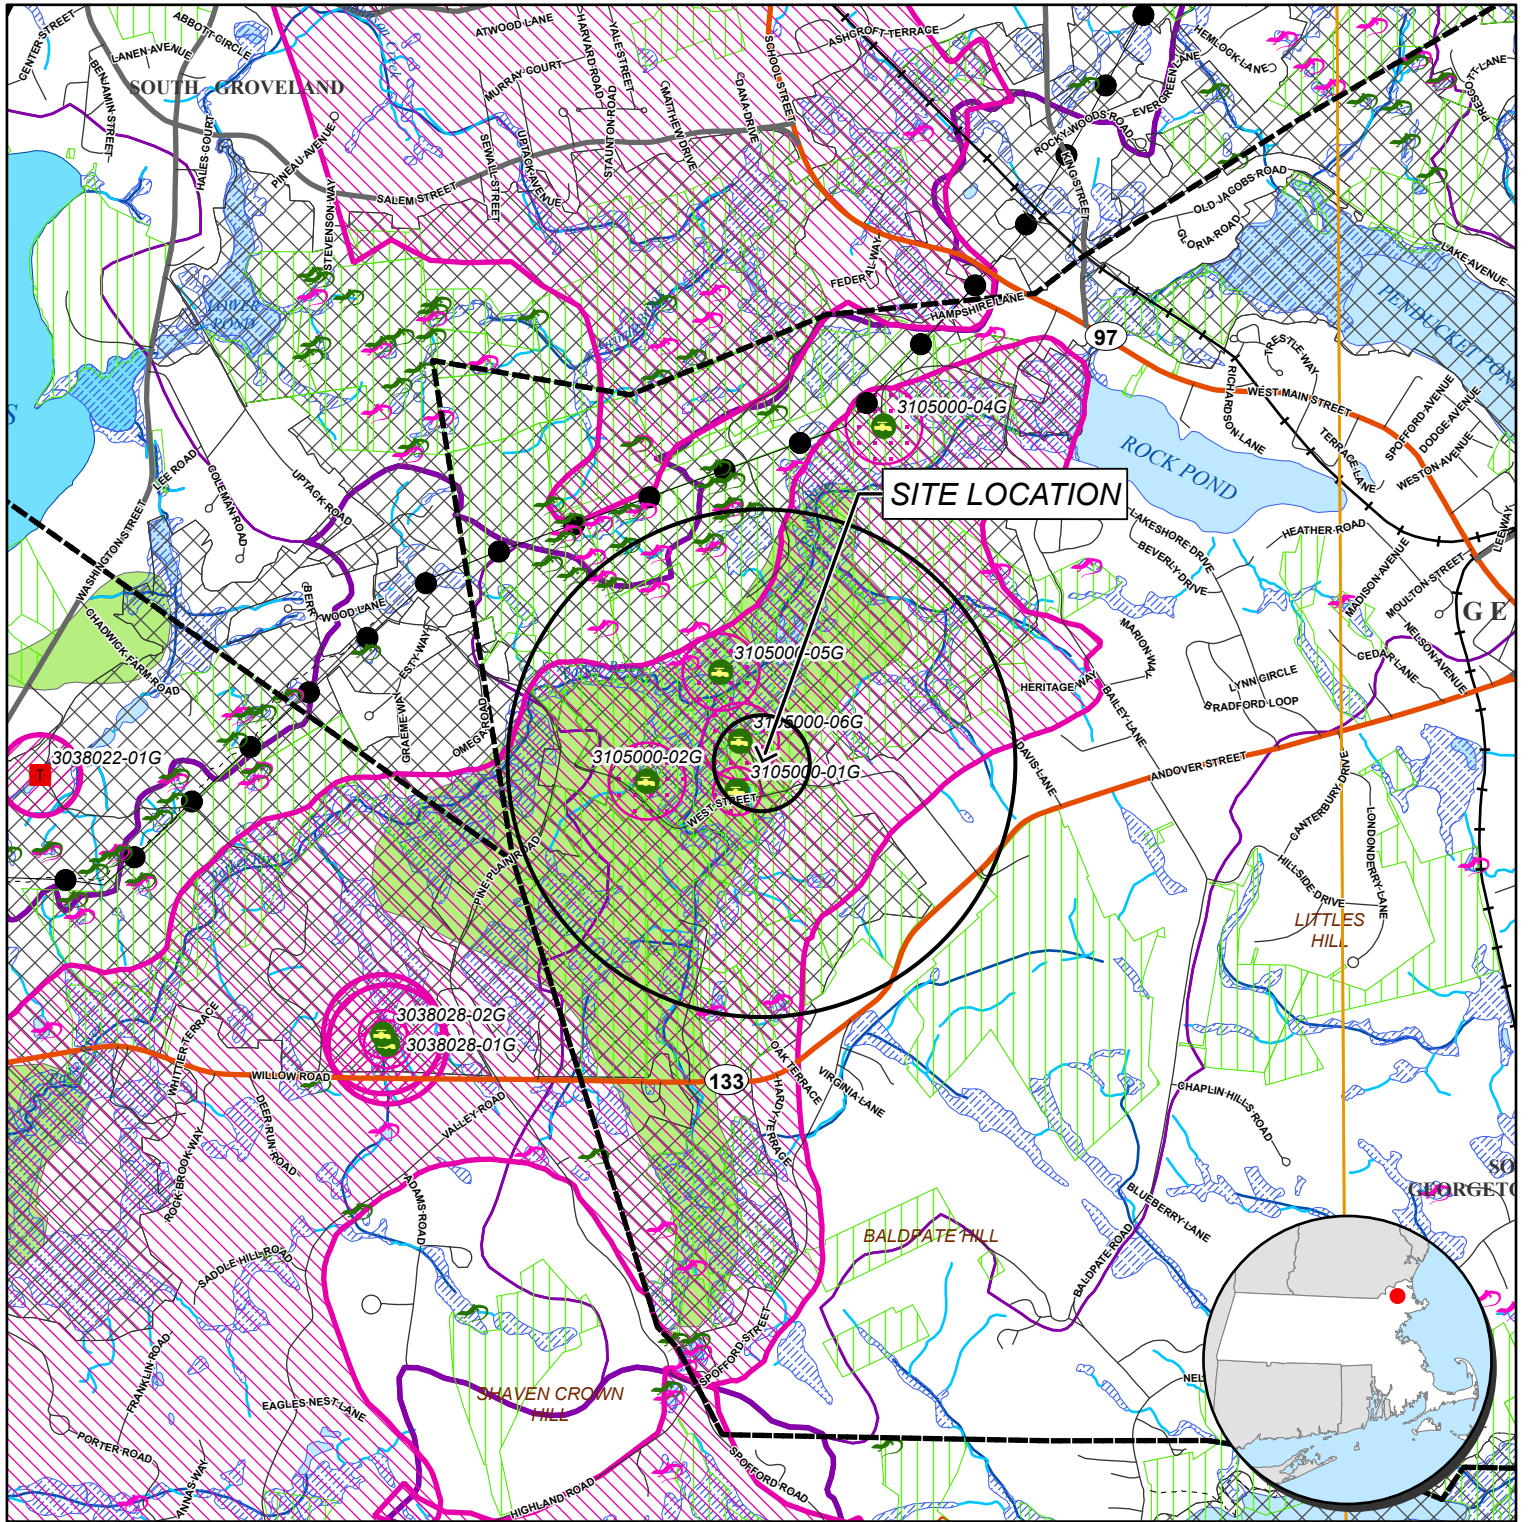 CENTER STREET
ABBOTT CIRCLE
LANEN AVENUE
BENJAMIN STREET
SOUTH GROVELAND
HALES COURT
PINEAU AVENUE
STEVENSON WAY
SALEM STREET
ATWOOD LANE
HARVARD ROAD
YALE STREET
MURRAY COURT
STAUNTON ROAD
MATTHEW DRIVE
DANA DRIVE
SEWALL STREET
UPTACK AVENUE
SCHOOL STREET
ASHCROFT TERRACE
HEMLOCK LANE
EVERGREEN LANE
ROCKY WOODS ROAD
KING STREET
OLD JACOBS ROAD
GLORIA ROAD
LAKE AVENUE
PENDUCKET POND
FEDERAL WAY
HAMPSHIRE LANE
LOWER
POND
97
TRESTLE WAY
RICHARDSON LANE
WEST MAIN STREET
SPOFFORD AVENUE
DODGE AVENUE
WESTON AVENUE
TERRACE LANE
3105000-04G
ROCK POND
SITE LOCATION
LEE ROAD
COLEMAN ROAD
UPTACK ROAD
WASHINGTON STREET
CHADWICK FARM ROAD
BERRY
WOOD LANE
ESTY WAY
GRAEME WAY
OMEGA ROAD
LAKESHORE DRIVE
BEVERLY DRIVE
HEATHER ROAD
MADISON AVENUE
MOULTON STREET
LEE WAY
GE
NELSON AVENUE
CEDAR LANE
MARION WAY
LYNN CIRCLE
BRADFORD LOOP
HERITAGE WAY
BAILEY LANE
3105000-05G
3105000-06G
3105000-02G
3105000-01G
WEST STREET
3038022-01G
DAVIS LANE
ANDOVER STREET
CANTERBURY DRIVE
LONDONDERRY LANE
HILLSIDE DRIVE
LITTLES
HILL
PINE PLAIN ROAD
3038028-02G
3038028-01G
WHITTIER TERRACE
WILLOW ROAD
133
OAK TERRACE
HARDY TERRACE
VIRGINIA LANE
CHAPLIN HILLS ROAD
DEER RUN ROAD
VALLEY ROAD
ROCK BROOK WAY
ADAMS ROAD
SADDLE HILL ROAD
BLUEBERRY LANE
BALDPATE HILL
BALDPATE ROAD
SO
GEORGETO
FRANKLIN ROAD
EAGLES NEST LANE
SHAVEN CROWN
HILL
SPOFFORD STREET
NEL
PORTER ROAD
ANNAS WAY
HIGHLAND ROAD
SPOFFORD ROAD